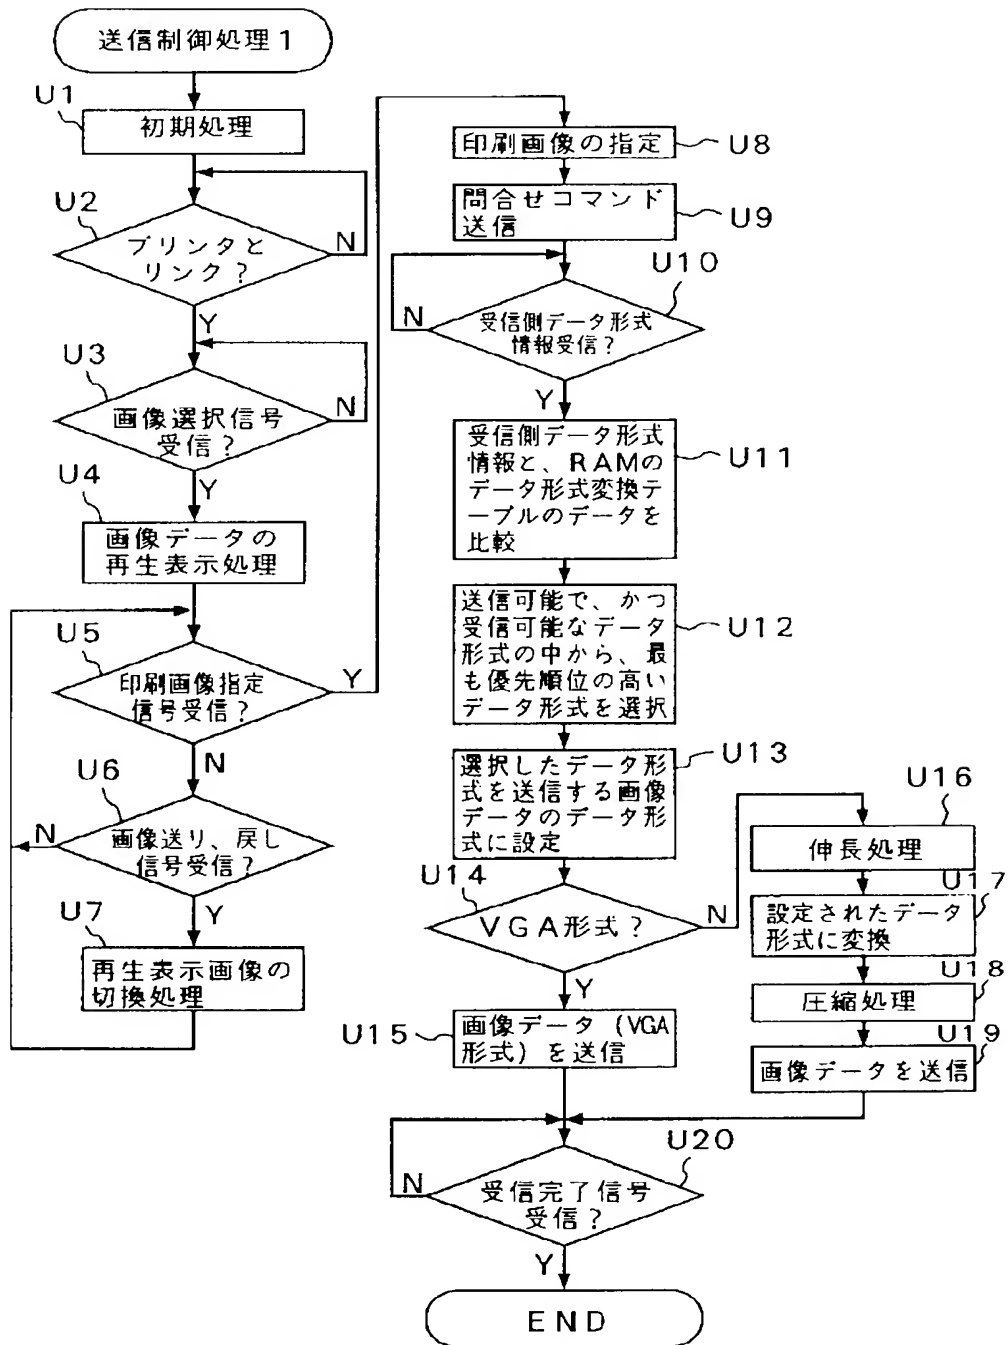 送信制御処理1
U1
初期処理
U2
プリンタと
リンク?
N
Y
U3
画像選択信号
受信?
N
Y
U4
画像データの
再生表示処理
U5
印刷画像指定
信号受信?
Y
N
U6
画像送り、戻し
信号受信?
N
Y
U7
再生表示画像の
切換処理
印刷画像の指定
U8
問合せコマンド
送信
U9
U10
受信側データ形式
情報受信?
N
Y
受信側データ形式
情報と、RAMの
データ形式変換テ
ーブルのデータを
比較
U11
送信可能で、かつ
受信可能なデータ
形式の中から、最
も優先順位の高い
データ形式を選択
U12
選択したデータ形
式を送信する画像
データのデータ形
式に設定
U13
U14
VGA形式?
N
Y
U15
画像データ(VGA
形式)を送信
U16
伸長処理
U17
設定されたデータ
形式に変換
U18
圧縮処理
U19
画像データを送信
U20
受信完了信号
受信?
N
Y
END